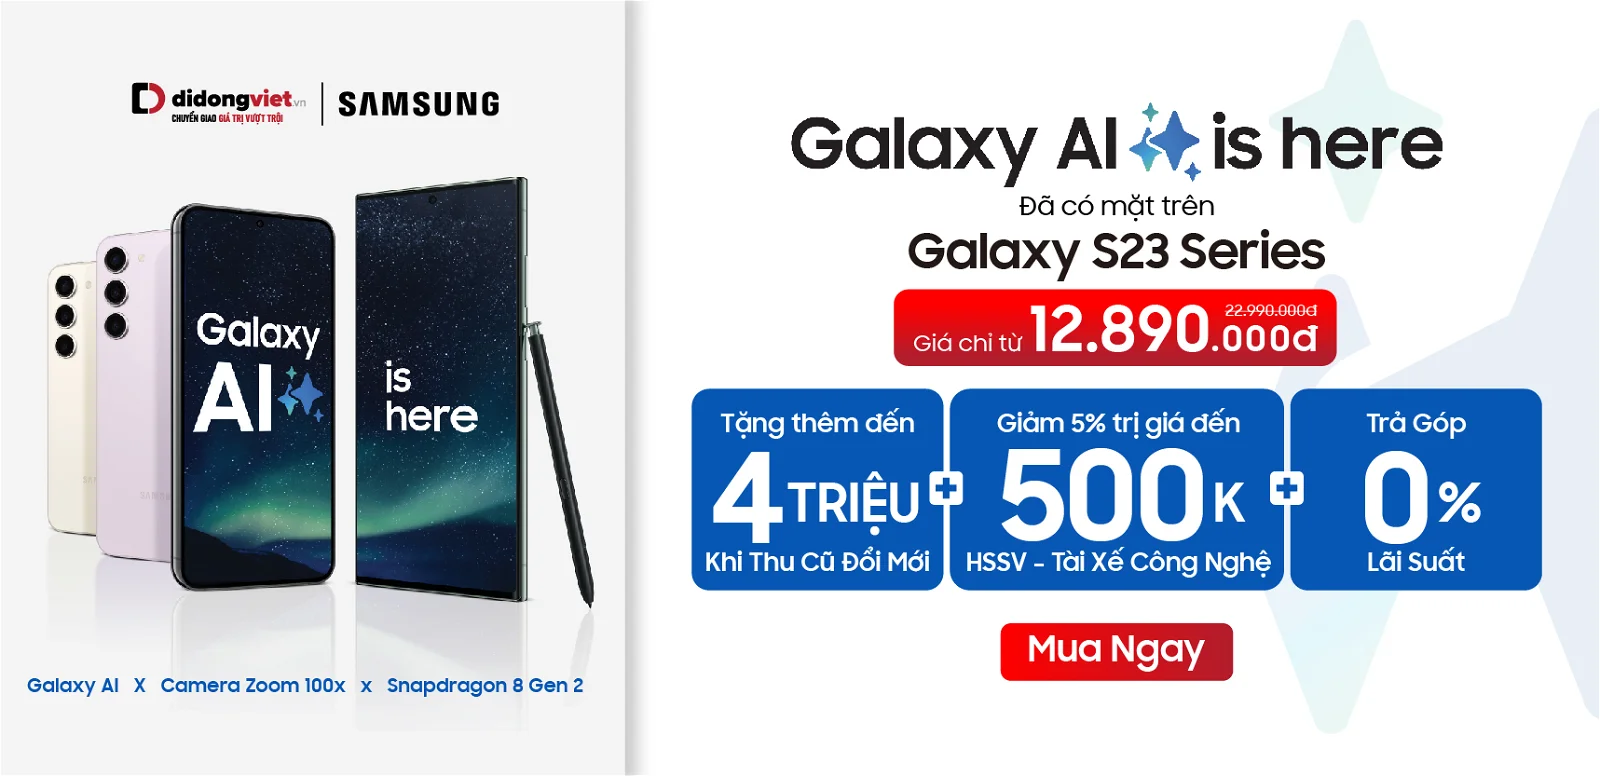 didongviet.vn
CHUYỂN GIAO GIÁ TRỊ VƯỢT TRỘI
SAMSUNG
Galaxy
AI
is
here
Galaxy AI X Camera Zoom 100x x Snapdragon 8 Gen 2
Galaxy AI is here
Đã có mặt trên
Galaxy S23 Series
22.990.000đ
Giá chỉ từ 12.890.000đ
Tặng thêm đến
4 TRIỆU
Khi Thu Cũ Đổi Mới
+
Giảm 5% trị giá đến
500K
HSSV - Tài Xế Công Nghệ
+
Trả Góp
0%
Lãi Suất
Mua Ngay